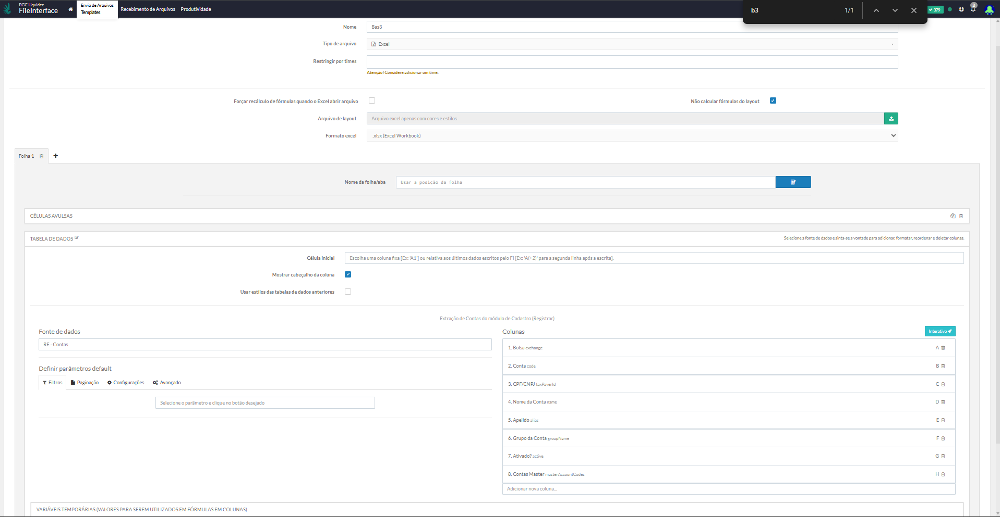 BGC Liquidez
FileInterface
Envio de Arquivos
Templates
Recebimento de Arquivos
Produtividade
b3
1/1
379
3
Nome
Bas3
Tipo de arquivo
Excel
Restringir por times
Atenção! Considere adicionar um time.
Forçar recálculo de fórmulas quando o Excel abrir arquivo
Não calcular fórmulas do layout
Arquivo de layout
Arquivo excel apenas com cores e estilos
Formato excel
.xlsx (Excel Workbook)
Folha 1
Nome da folha/aba
Usar a posição da folha
CÉLULAS AVULSAS
TABELA DE DADOS
Selecione a fonte de dados e sinta-se a vontade para adicionar, formatar, reordenar e deletar colunas.
Célula inicial
Escolha uma coluna fixa [Ex: 'A1'] ou relativa aos últimos dados escritos pelo FI [Ex: 'A(+2)' para a segunda linha após a escrita].
Mostrar cabeçalho da coluna
Usar estilos das tabelas de dados anteriores
Extração de Contas do módulo de Cadastro (Registrar)
Fonte de dados
RE - Contas
Definir parâmetros default
Filtros
Paginação
Configurações
Avançado
Selecione o parâmetro e clique no botão desejado
Colunas
Interativo
1. Bolsa exchange A
2. Conta code B
3. CPF/CNPJ taxPayerId C
4. Nome da Conta name D
5. Apelido alias E
6. Grupo da Conta groupName F
7. Ativado? active G
8. Contas Master masterAccountCodes H
Adicionar nova coluna...
VARIÁVEIS TEMPORÁRIAS (VALORES PARA SEREM UTILIZADOS EM FÓRMULAS EM COLUNAS)